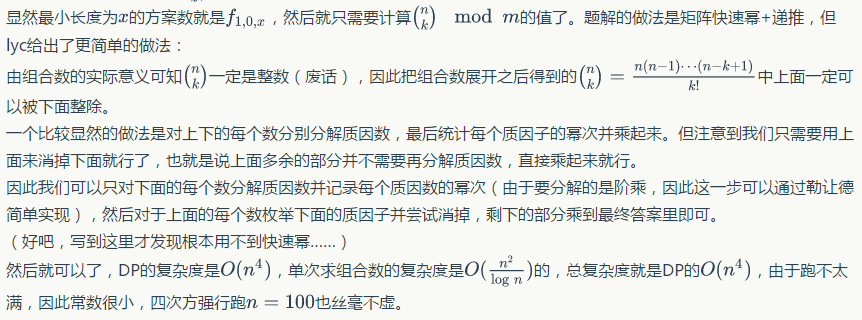 显然最小长度为x的方案数就是f_{1,0,x}，然后就只需要计算\binom{n}{k} mod m的值了。题解的做法是矩阵快速幂+递推，但
lyc给出了更简单的做法：
由组合数的实际意义可知\binom{n}{k}一定是整数（废话），因此把组合数展开之后得到的\binom{n}{k} = \frac{n(n-1)\cdots(n-k+1)}{k!}中上面一定可
以被下面整除。
一个比较显然的做法是对上下的每个数分别分解质因数，最后统计每个质因子的幂次并乘起来。但注意到我们只需要用上
面来消掉下面就行了，也就是说上面多余的部分并不需要再分解质因数，直接乘起来就行。
因此我们可以只对下面的每个数分解质因数并记录每个质因数的幂次（由于要分解的是阶乘，因此这一步可以通过勒让德
简单实现），然后对于上面的每个数枚举下面的质因子并尝试消掉，剩下的部分乘到最终答案里即可。
（好吧，写到这里才发现根本用不到快速幂……）
然后就可以了，DP的复杂度是O(n^4)，单次求组合数的复杂度是O(\frac{n^2}{\log n})的，总复杂度就是DP的O(n^4)，由于跑不太
满，因此常数很小，四次方强行跑n = 100也丝毫不虚。